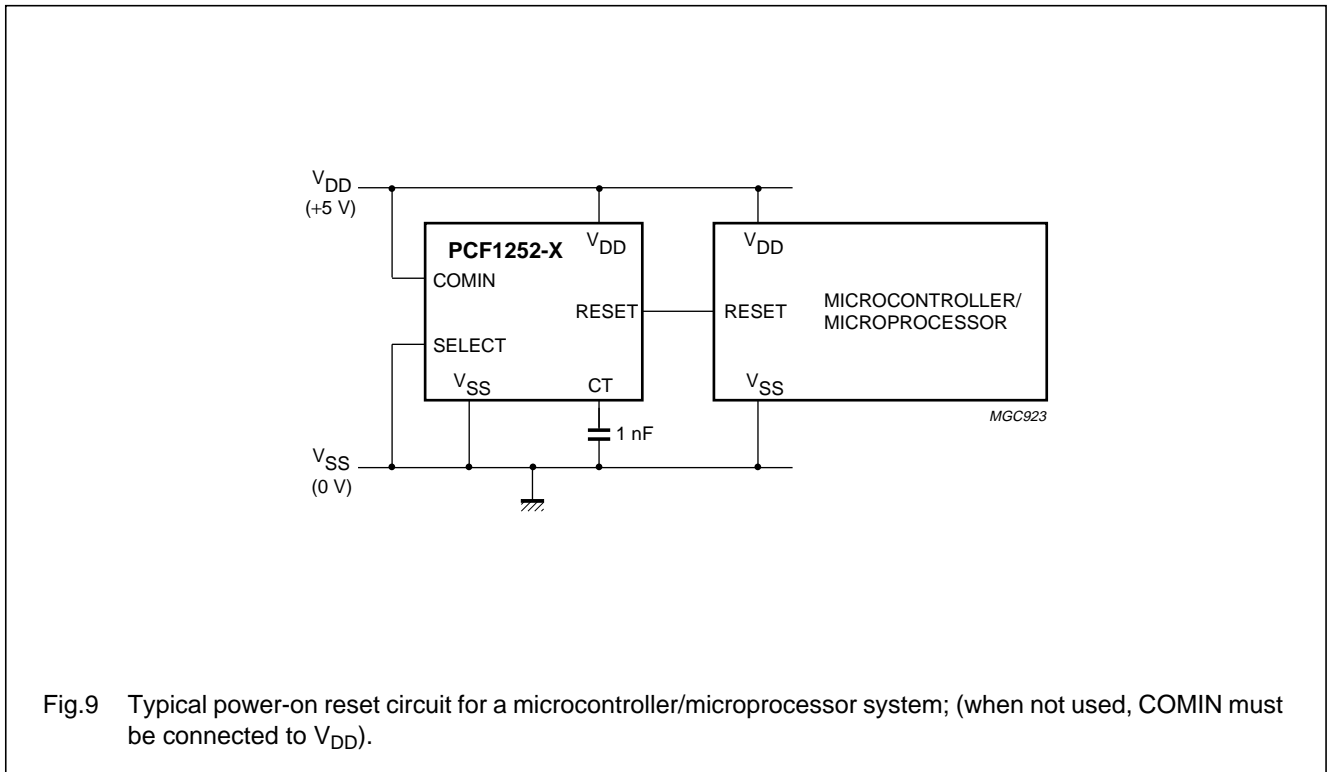 VDD
(+5 V)
PCF1252-X
VDD
COMIN
RESET
SELECT
VSS
CT
VDD
RESET
MICROCONTROLLER/
MICROPROCESSOR
VSS
MGC923
1 nF
VSS
(0 V)
Fig.9 Typical power-on reset circuit for a microcontroller/microprocessor system; (when not used, COMIN must
be connected to VDD).